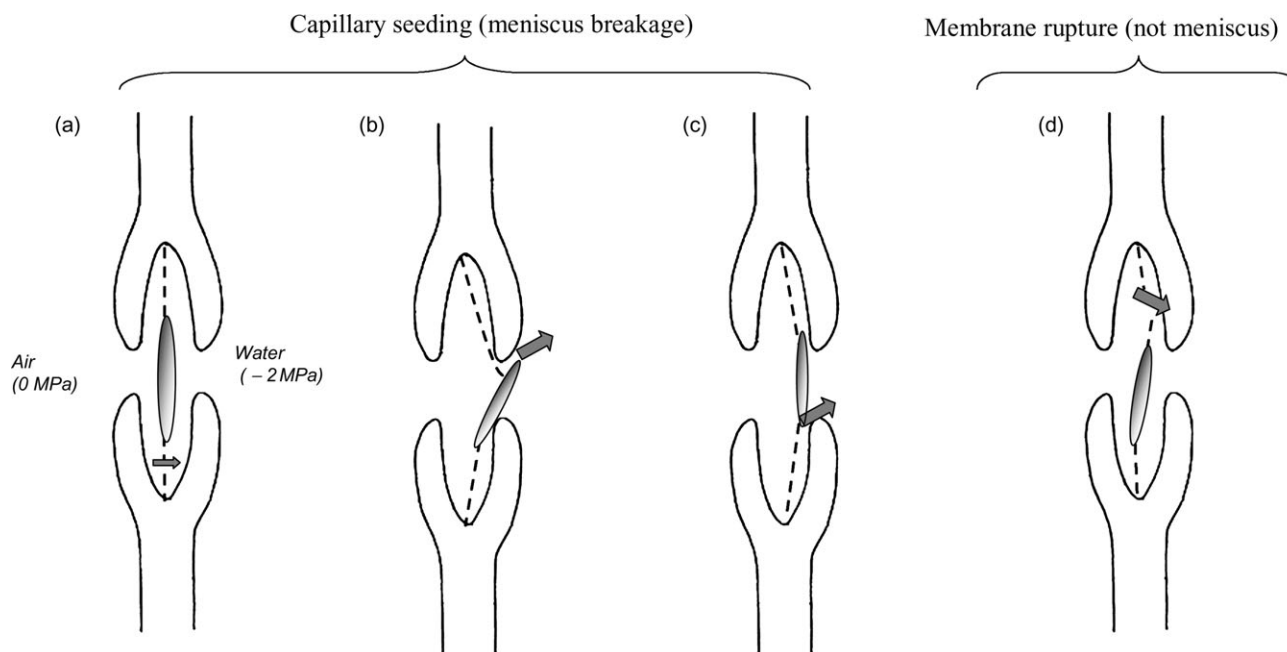 Capillary seeding (meniscus breakage)
Membrane rupture (not meniscus)
(a)
(b)
(c)
(d)
Air
(0 MPa)
Water
( – 2 MPa)